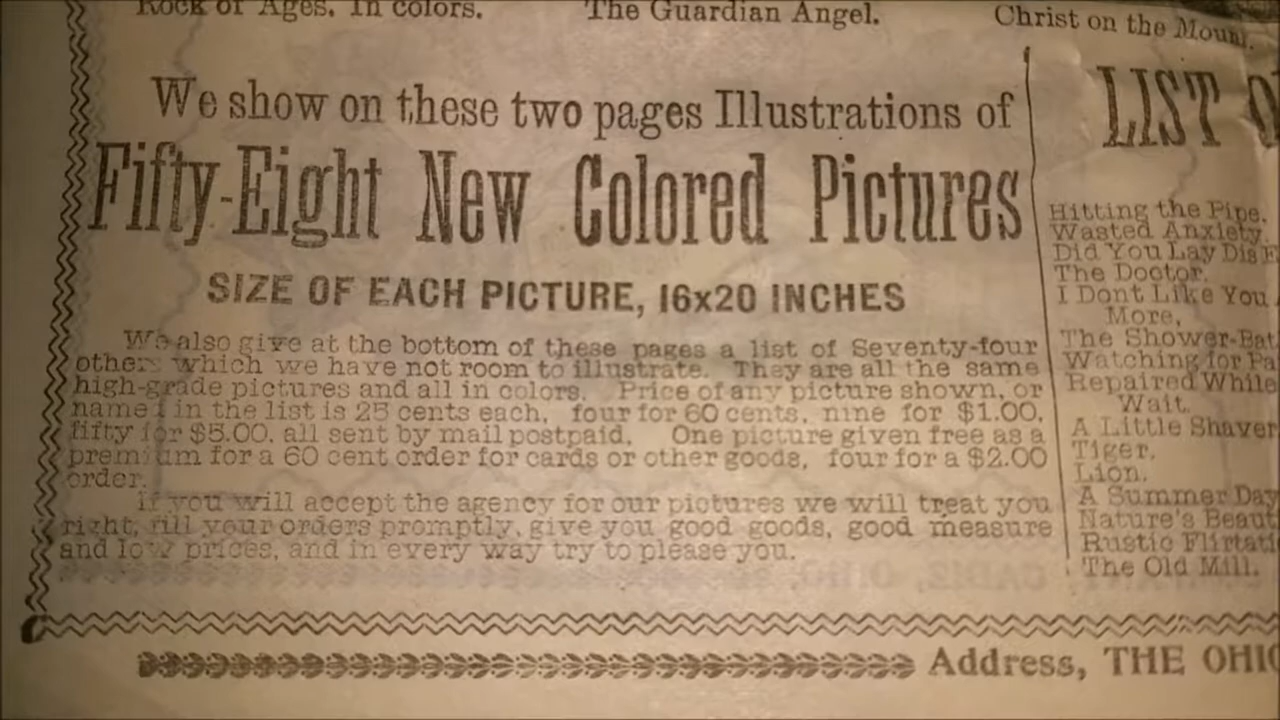 Rock of Ages. In colors. The Guardian Angel. Christ on the Mount.
We show on these two pages Illustrations of
Fifty-Eight New Colored Pictures
SIZE OF EACH PICTURE, 16x20 INCHES
We also give at the bottom of these pages a list of Seventy-four
others which we have not room to illustrate. They are all the same
high-grade pictures and all in colors. Price of any picture shown, or
named in the list is 25 cents each, four for 60 cents, nine for $1.00,
fifty for $5.00, all sent by mail postpaid. One picture given free as a
premium for a 60 cent order for cards or other goods, four for a $2.00
order.
If you will accept the agency for our pictures we will treat you
right, fill your orders promptly, give you good goods, good measure
and low prices, and in every way try to please you.
LIST
Hitting the Pipe.
Wasted Anxiety.
Did You Lay Dis
The Doctor.
I Dont Like You
More.
The Shower-Bat
Watching for Pa
Repaired While
Wait.
A Little Shaver
Tiger.
Lion.
A Summer Day
Nature's Beaut
Rustic Flirtati
The Old Mill.
Address, THE OHIO